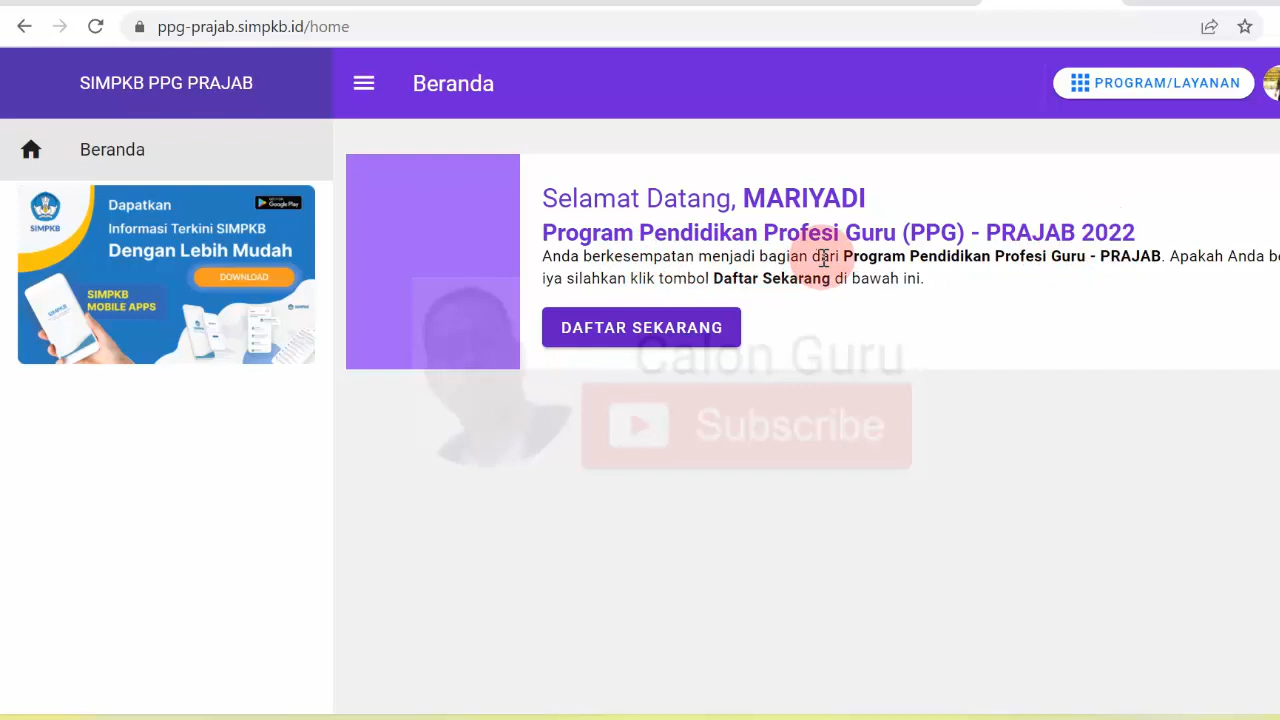 ppg-prajab.simpkb.id/home
SIMPKB PPG PRAJAB
Beranda
PROGRAM/LAYANAN
Beranda
SIMPKB
Dapatkan
Informasi Terkini SIMPKB
Dengan Lebih Mudah
Google Play
DOWNLOAD
SIMPKB
MOBILE APPS
Selamat Datang, MARIYADI
Program Pendidikan Profesi Guru (PPG) - PRAJAB 2022
Anda berkesempatan menjadi bagian dari Program Pendidikan Profesi Guru - PRAJAB. Apakah Anda be
iya silahkan klik tombol Daftar Sekarang di bawah ini.
DAFTAR SEKARANG
Calon Guru
Subscribe